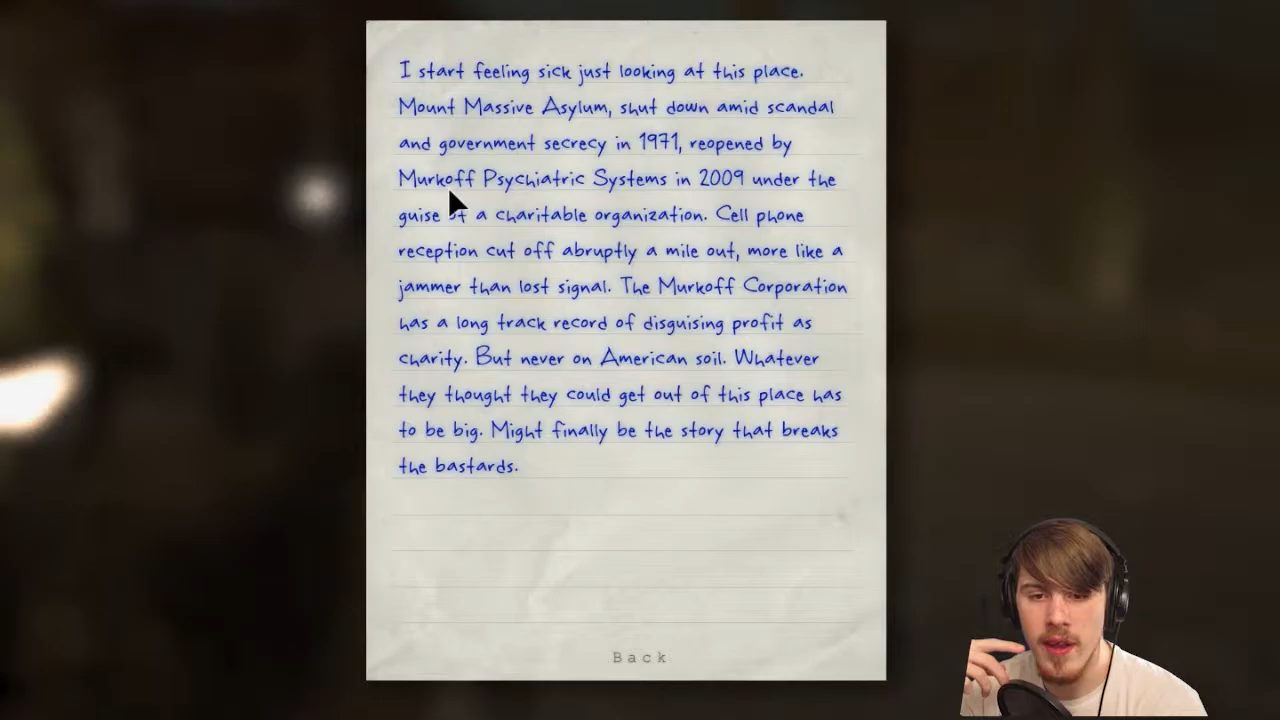 I start feeling sick just looking at this place.
Mount Massive Asylum, shut down amid scandal
and government secrecy in 1971, reopened by
Murkoff Psychiatric Systems in 2009 under the
guise of a charitable organization. Cell phone
reception cut off abruptly a mile out, more like a
jammer than lost signal. The Murkoff Corporation
has a long track record of disguising profit as
charity. But never on American soil. Whatever
they thought they could get out of this place has
to be big. Might finally be the story that breaks
the bastards.
Back